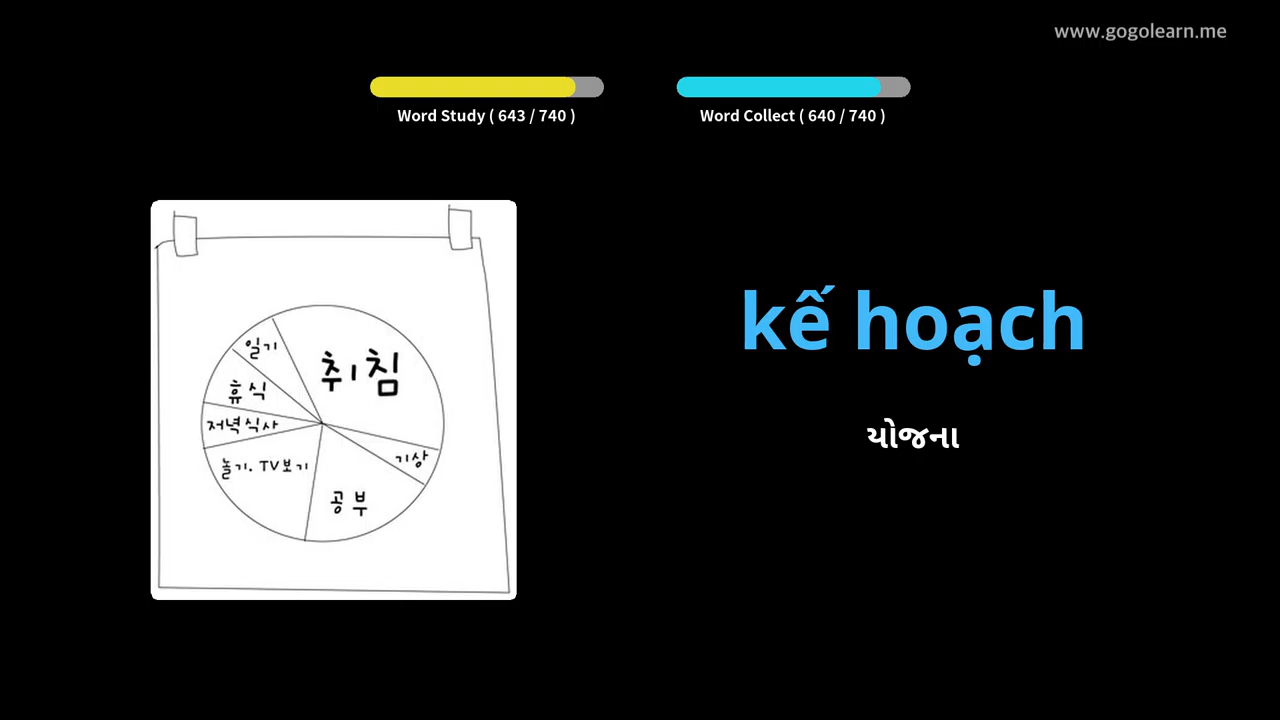 www.gogolearn.me
Word Study ( 643 / 740 )
Word Collect ( 640 / 740 )
일기
취침
휴식
저녁식사
놀기. TV보기
기상
공부
kế hoạch
યોજના